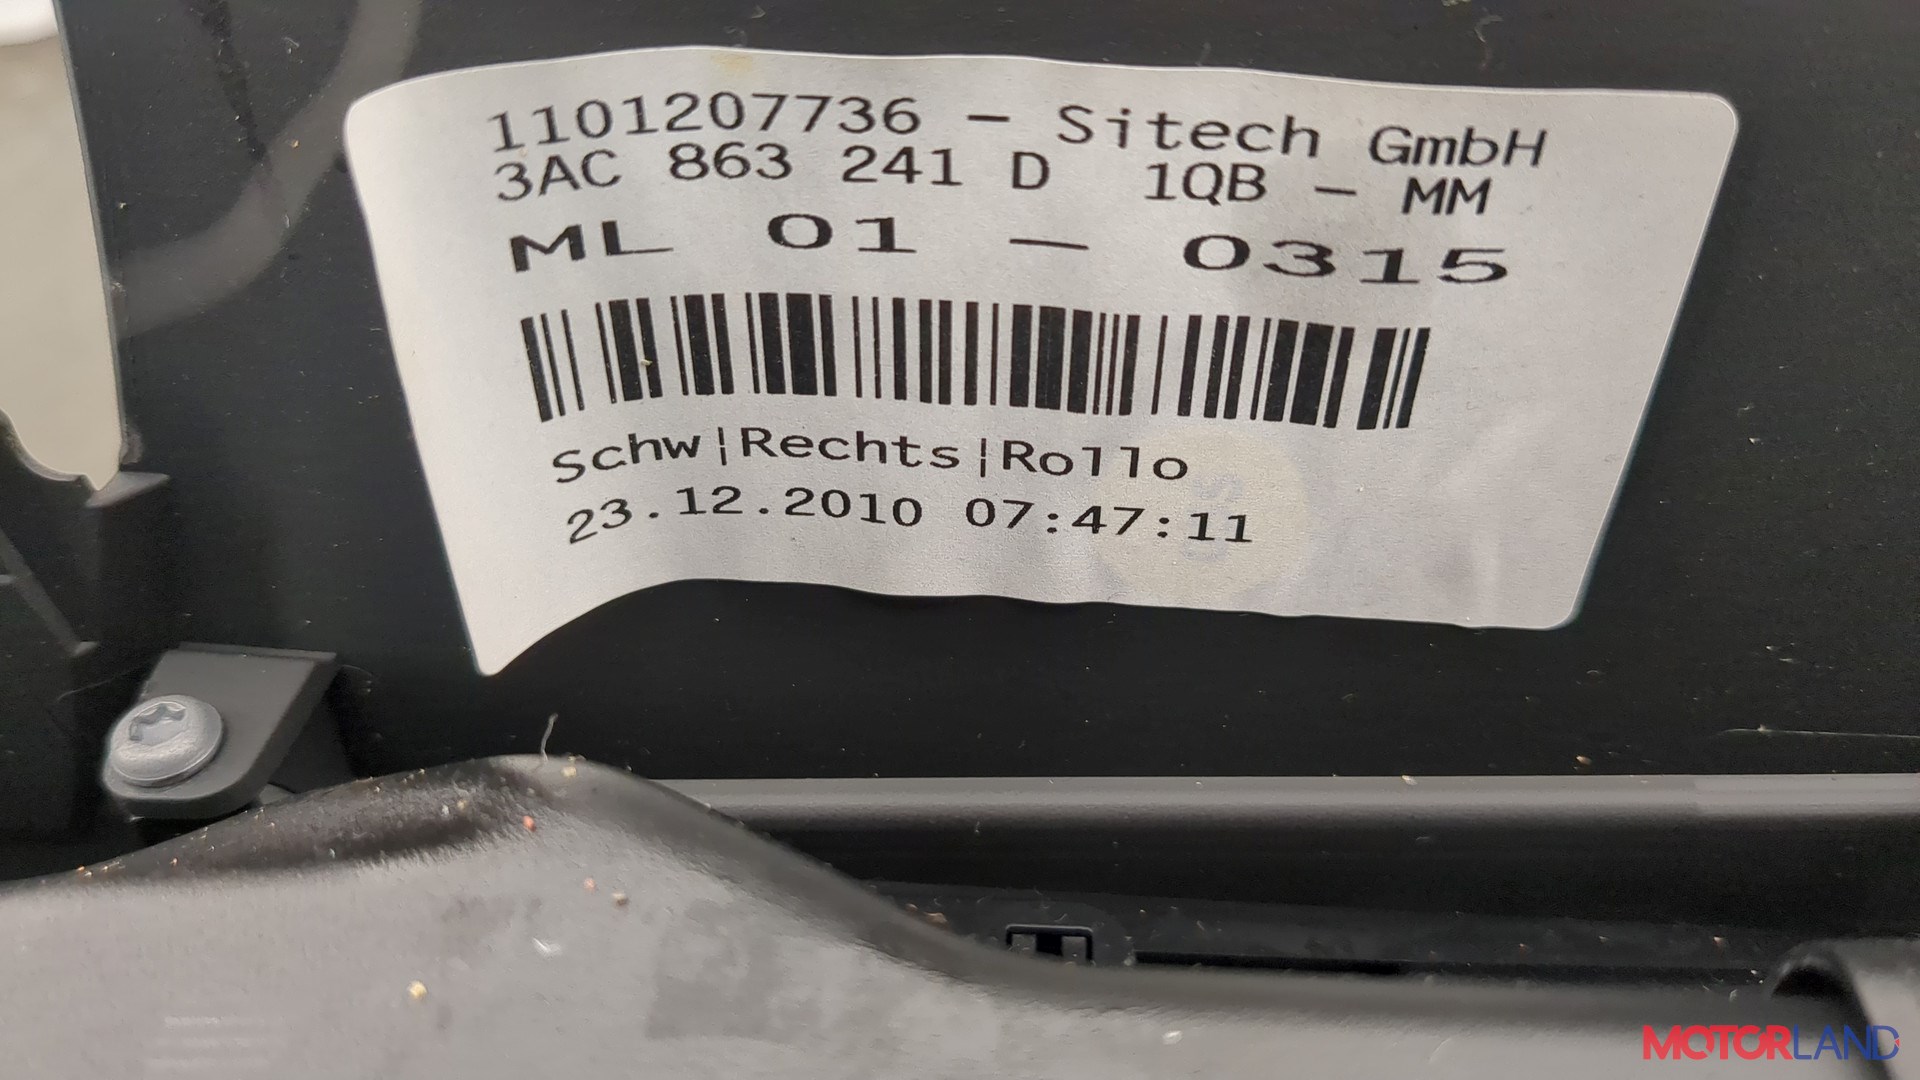 1101207736 – Sitech GmbH
3AC 863 241 D 1QB – MM
ML 01 – 0315
Schw|Rechts|Rollo
23.12.2010 07:47:11
MOTORLAND